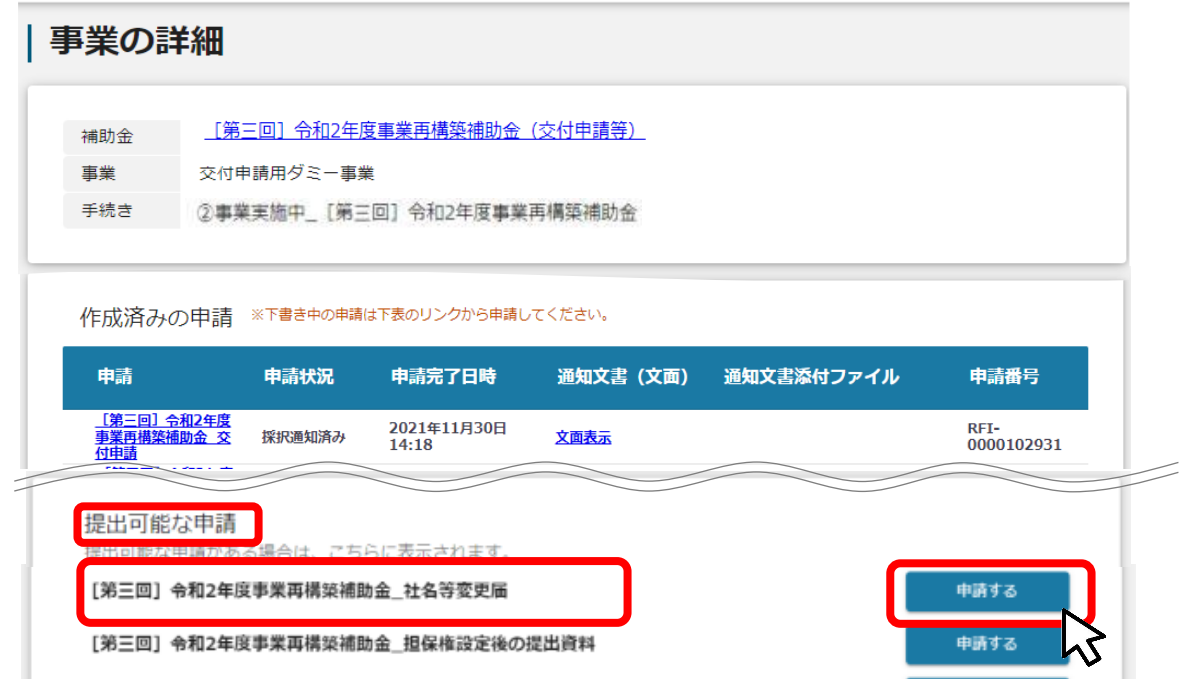 事業の詳細
補助金 ［第三回］令和2年度事業再構築補助金（交付申請等）
事業 交付申請用ダミー事業
手続き ②事業実施中_［第三回］令和2年度事業再構築補助金
作成済みの申請 ※下書き中の申請は下表のリンクから申請してください。
申請 申請状況 申請完了日時 通知文書（文面） 通知文書添付ファイル 申請番号
［第三回］令和2年度
事業再構築補助金_交
付申請
採択通知済み
2021年11月30日
14:18
文面表示
RFI-
0000102931
提出可能な申請
提出可能な申請がある場合は、こちらに表示されます。
［第三回］令和2年度事業再構築補助金_社名等変更届 申請する
［第三回］令和2年度事業再構築補助金_担保権設定後の提出資料 申請する